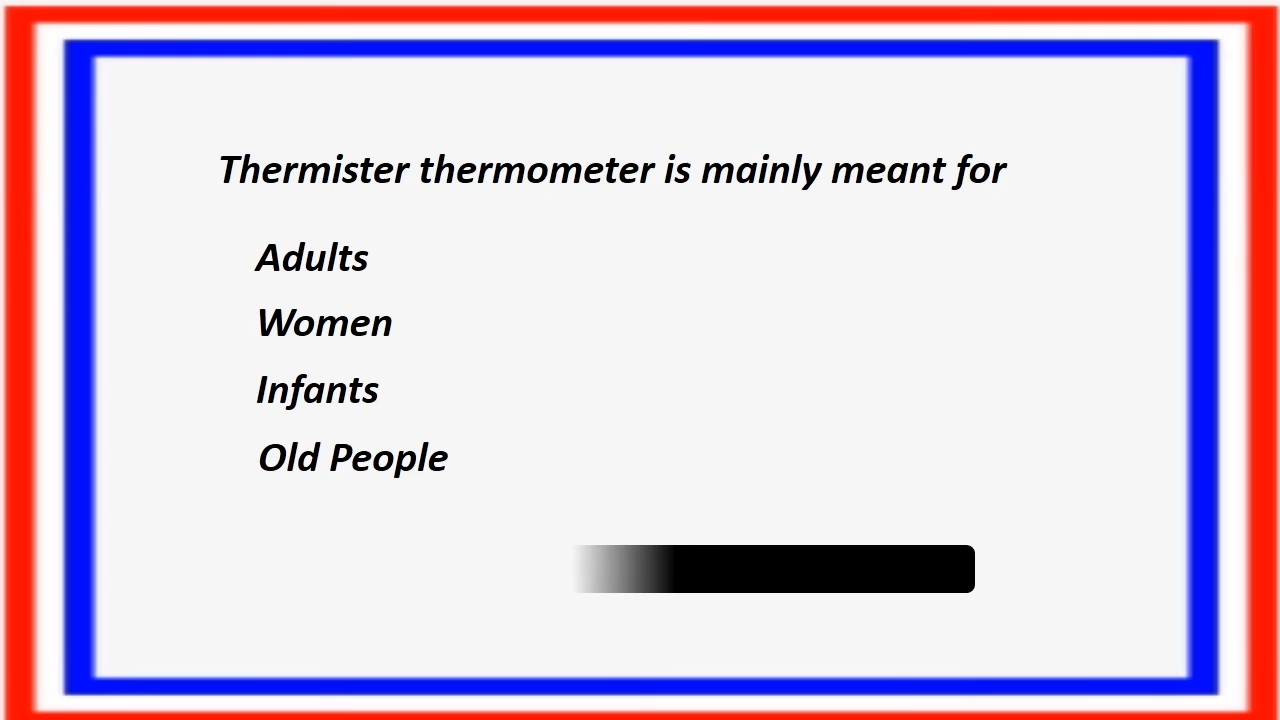 Thermister thermometer is mainly meant for
Adults
Women
Infants
Old People